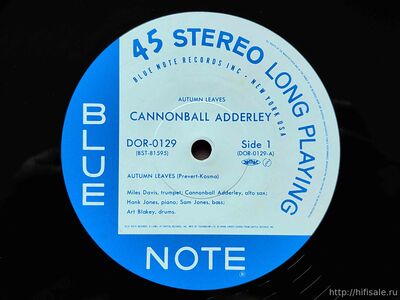 45 STEREO LONG PLAYING
BLUE NOTE RECORDS INC · NEW YORK USA
AUTUMN LEAVES
CANNONBALL ADDERLEY
DOR-0129
(BST-81595)
Side 1
(DOR-0129-A)
AUTUMN LEAVES (Prevert-Kosma)
Miles Davis, trumpet; Cannonball Adderley, alto sax;
Hank Jones, piano; Sam Jones, bass;
Art Blakey, drums.
BLUE
NOTE
http://hifisale.ru